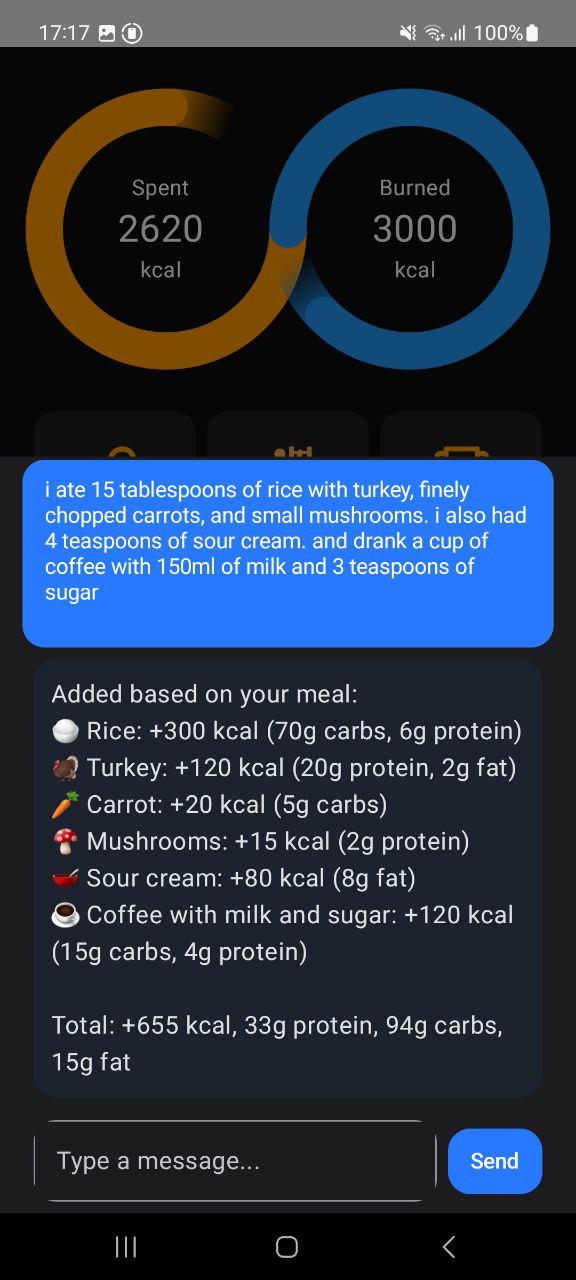 17:17 100%
Spent Burned
2620 3000
kcal kcal
i ate 15 tablespoons of rice with turkey, finely
chopped carrots, and small mushrooms. i also had
4 teaspoons of sour cream. and drank a cup of
coffee with 150ml of milk and 3 teaspoons of
sugar
Added based on your meal:
🍚 Rice: +300 kcal (70g carbs, 6g protein)
🦃 Turkey: +120 kcal (20g protein, 2g fat)
🥕 Carrot: +20 kcal (5g carbs)
🍄 Mushrooms: +15 kcal (2g protein)
🥣 Sour cream: +80 kcal (8g fat)
☕ Coffee with milk and sugar: +120 kcal
(15g carbs, 4g protein)
Total: +655 kcal, 33g protein, 94g carbs,
15g fat
Type a message... Send